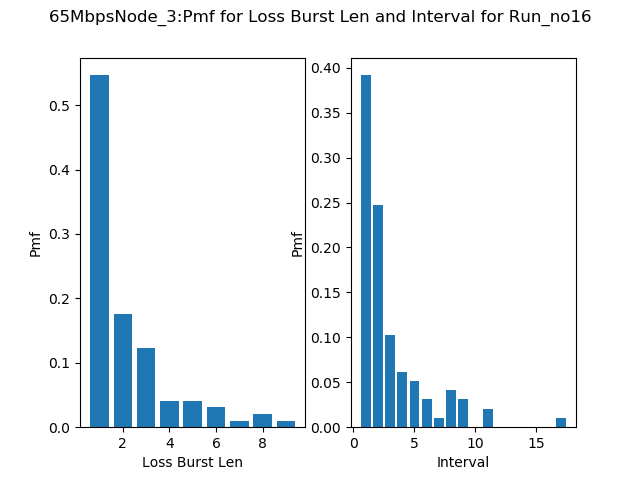 65MbpsNode_3:Pmf for Loss Burst Len and Interval for Run_no16
Pmf
0.5
0.4
0.3
0.2
0.1
0.0
2 4 6 8
Loss Burst Len
Pmf
0.40
0.35
0.30
0.25
0.20
0.15
0.10
0.05
0.00
0 5 10 15
Interval